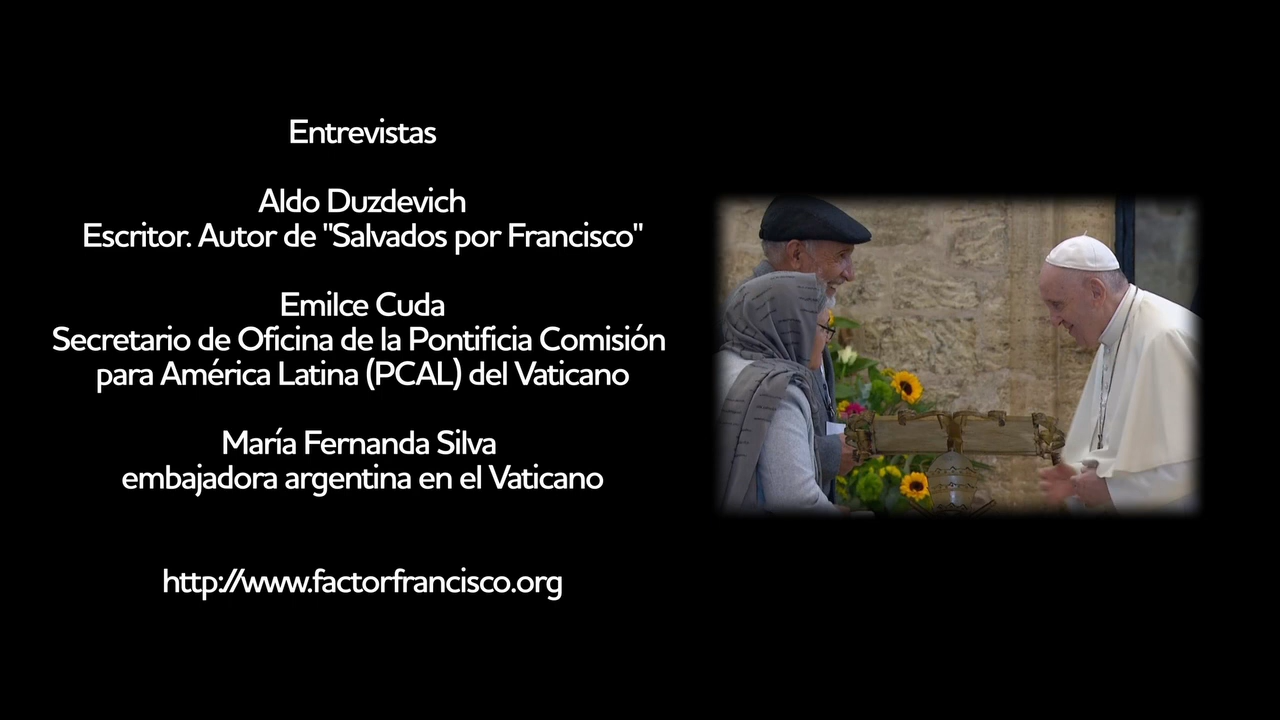 Entrevistas
Aldo Duzdevich
Escritor. Autor de "Salvados por Francisco"
Emilce Cuda
Secretario de Oficina de la Pontificia Comisión
para América Latina (PCAL) del Vaticano
María Fernanda Silva
embajadora argentina en el Vaticano
http://www.factorfrancisco.org